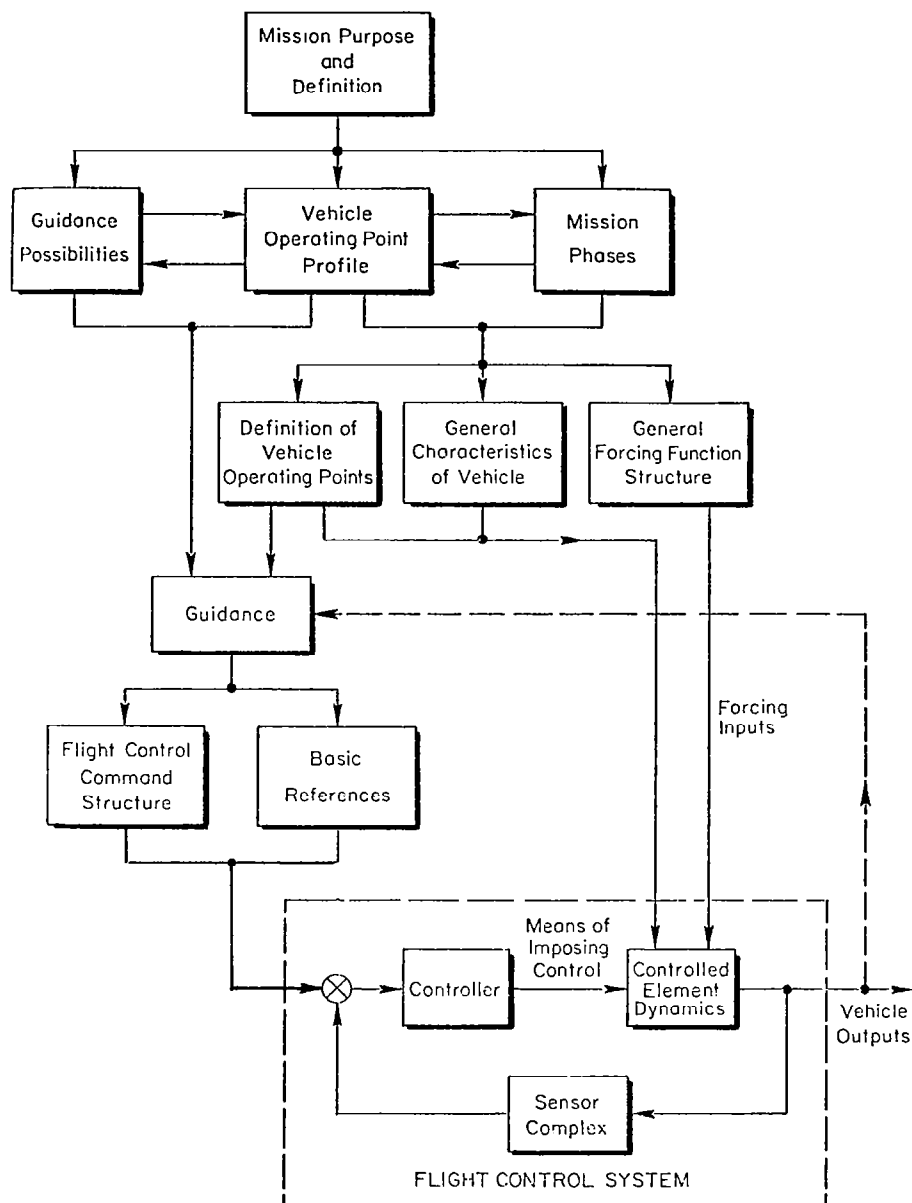 Mission Purpose
and
Definition
Guidance
Possibilities
Vehicle
Operating Point
Profile
Mission
Phases
Definition of
Vehicle
Operating Points
General
Characteristics
of Vehicle
General
Forcing Function
Structure
Guidance
Forcing
Inputs
Flight Control
Command
Structure
Basic
References
Means of
Imposing
Control
Controller
Controlled
Element
Dynamics
Vehicle
Outputs
Sensor
Complex
FLIGHT CONTROL SYSTEM